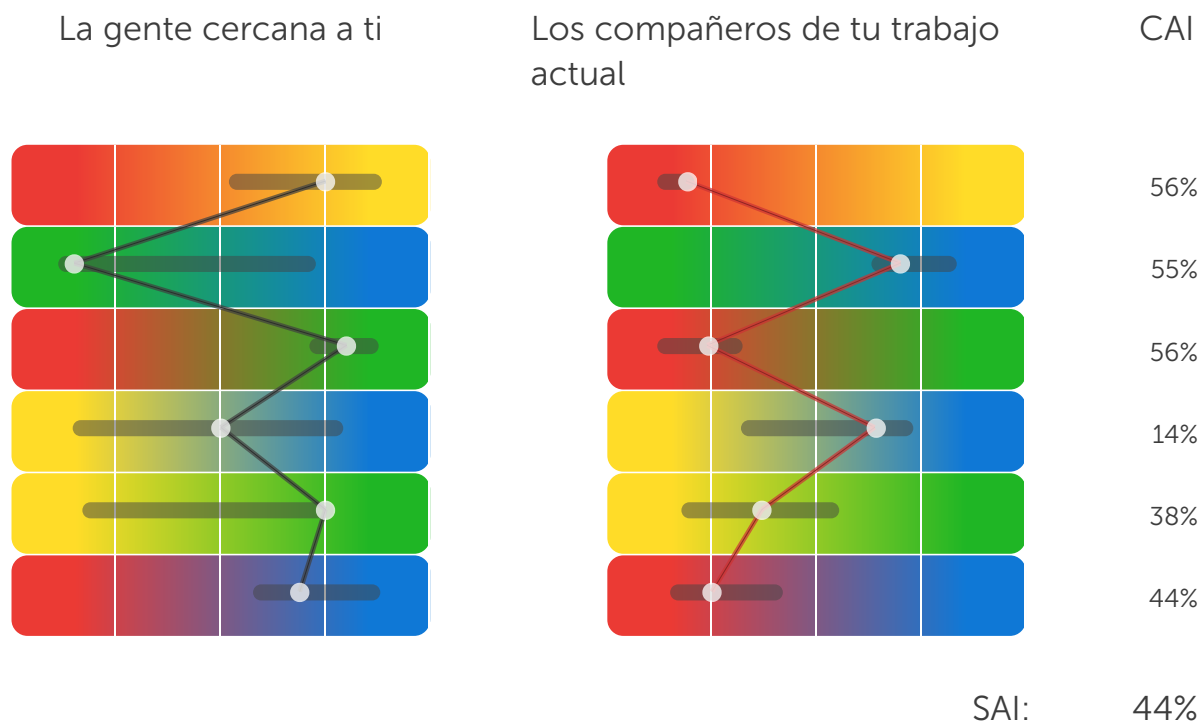 La gente cercana a ti
Los compañeros de tu trabajo
actual
CAI
56%
55%
56%
14%
38%
44%
SAI: 44%